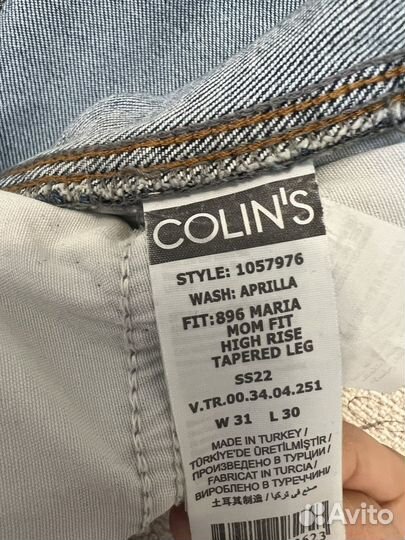 COLIN'S
STYLE: 1057976
WASH: APRILLA
FIT:896 MARIA
MOM FIT
HIGH RISE
TAPERED LEG
SS22
V.TR.00.34.04.251
W 31 L 30
MADE IN TURKEY/
TÜRKİYE'DE ÜRETİLMİŞTİR/
ПРОИЗВЕДЕНО В ТУРЦИИ/
FABRICAT IN TURCIA/
ВИРОБЛЕНО В ТУРЕЧЧИНІ/
土耳其制造/ صنع في تركيا
Avito